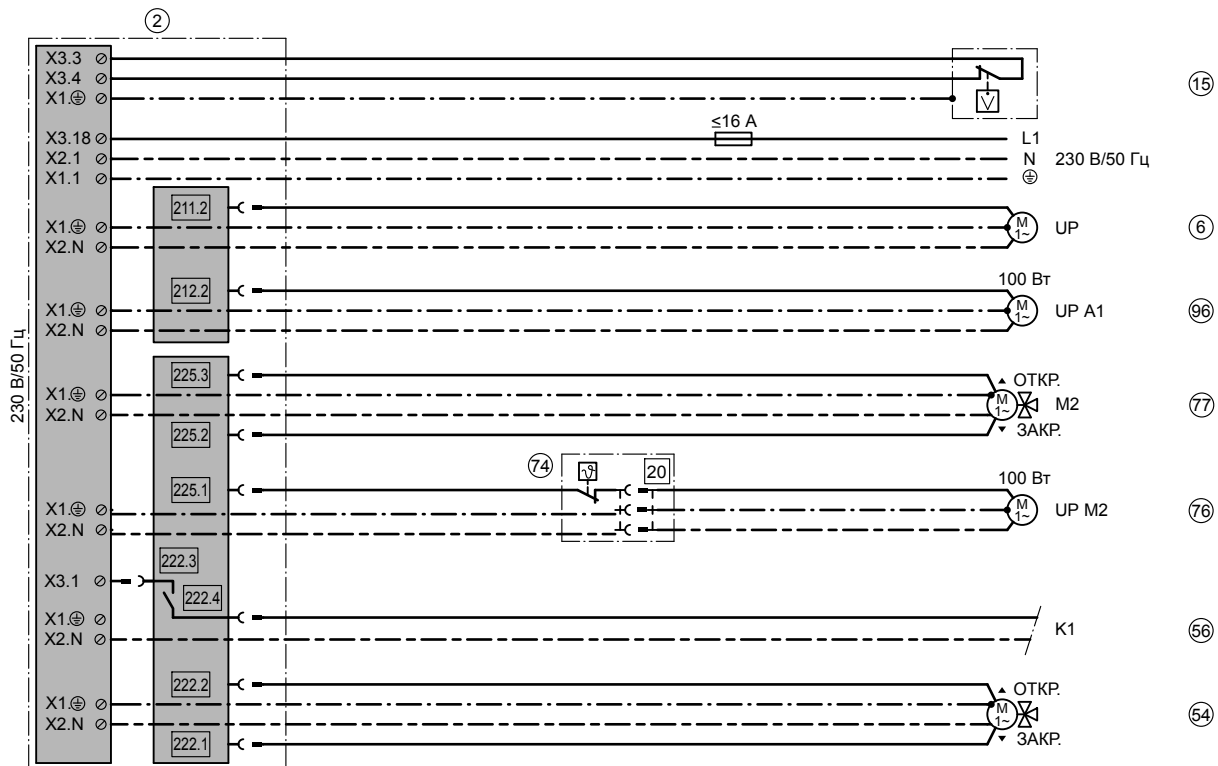 2
X3.3
X3.4
X1.⏚
15
≤16 A
X3.18
L1
X2.1
N 230 В/50 Гц
X1.1
⏚
211.2
X1.⏚
M 1~
UP
6
X2.N
212.2
100 Вт
X1.⏚
M 1~
UP A1
96
X2.N
230 В/50 Гц
225.3
▲ ОТКР.
X1.⏚
M 1~
M2
77
X2.N
225.2
▼ ЗАКР.
74
20
225.1
100 Вт
X1.⏚
M 1~
UP M2
76
X2.N
222.3
X3.1
222.4
X1.⏚
K1
56
X2.N
222.2
▲ ОТКР.
X1.⏚
M 1~
54
X2.N
222.1
▼ ЗАКР.